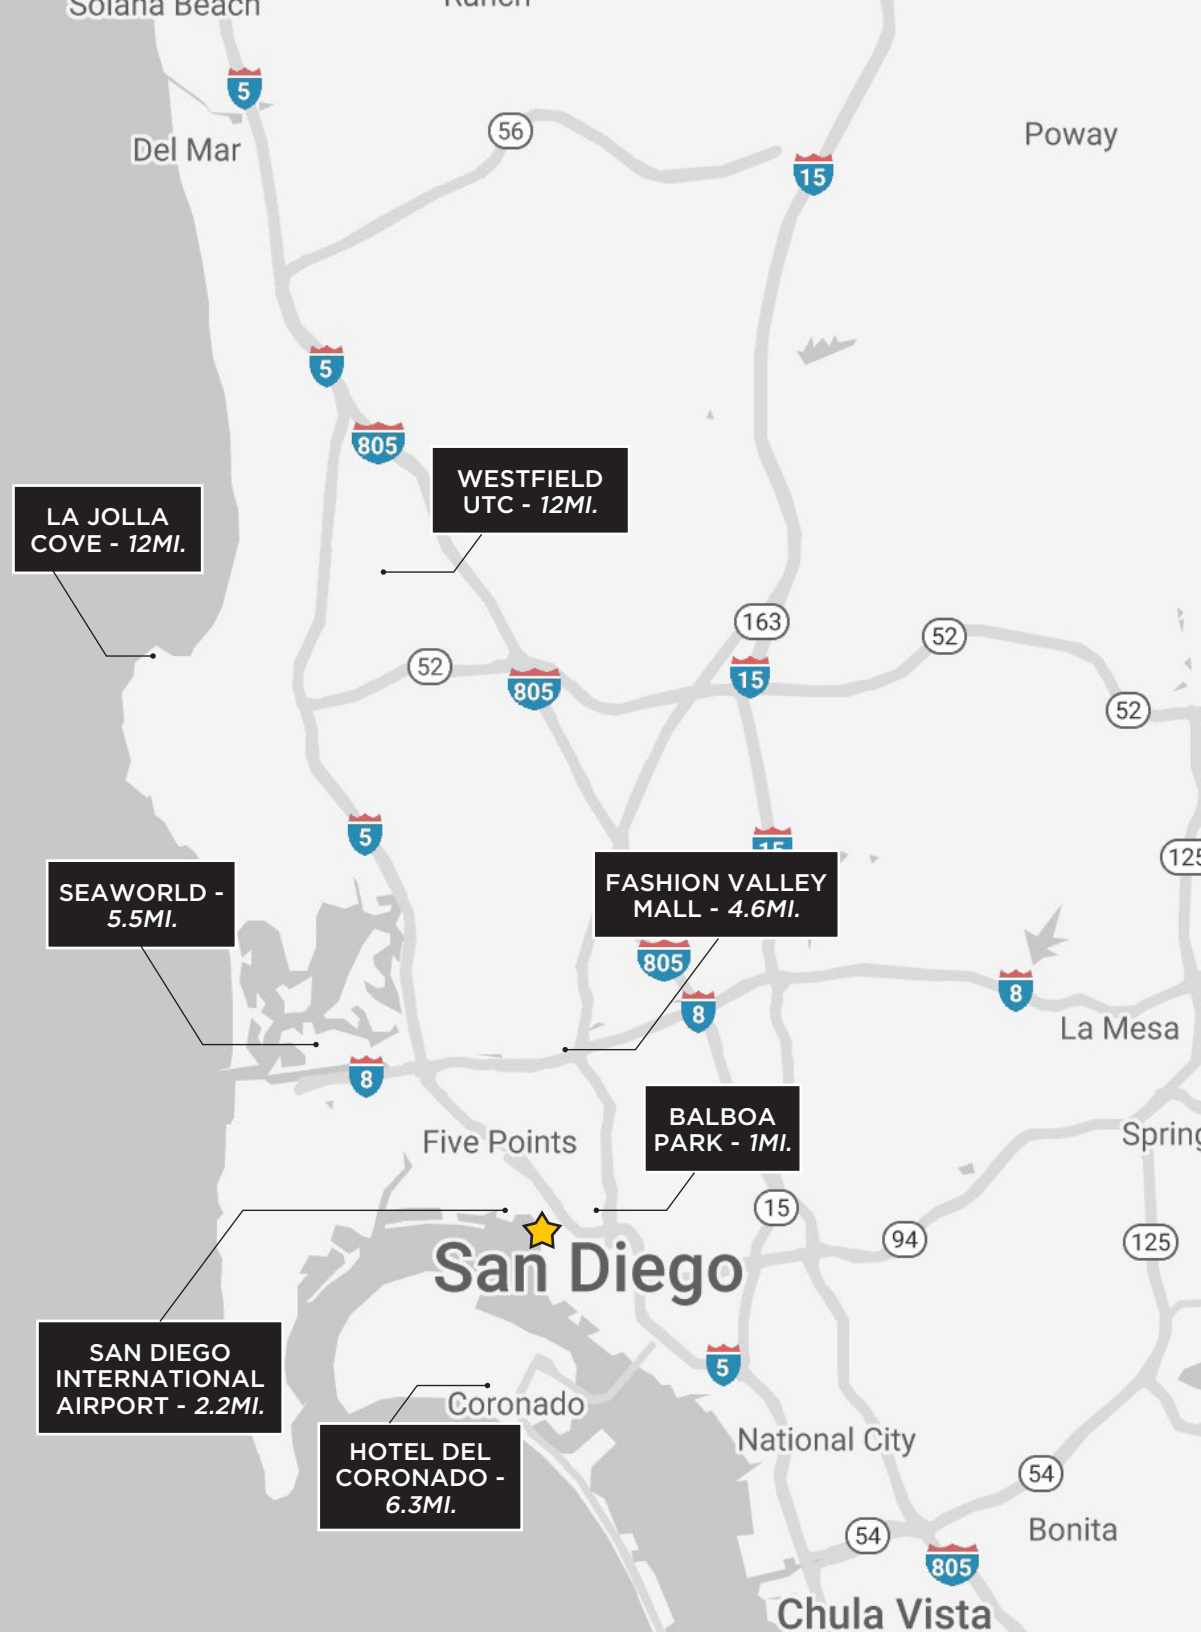 Solana Beach
Ranch
5
56
Del Mar
Poway
15
5
805
WESTFIELD
UTC - 12MI.
LA JOLLA
COVE - 12MI.
163
52
52
15
805
52
5
15
125
SEAWORLD -
5.5MI.
FASHION VALLEY
MALL - 4.6MI.
805
8
8
La Mesa
8
BALBOA
PARK - 1MI.
Five Points
Spring
15
94
125
San Diego
SAN DIEGO
INTERNATIONAL
AIRPORT - 2.2MI.
5
Coronado
HOTEL DEL
CORONADO -
6.3MI.
National City
54
54
Bonita
805
Chula Vista